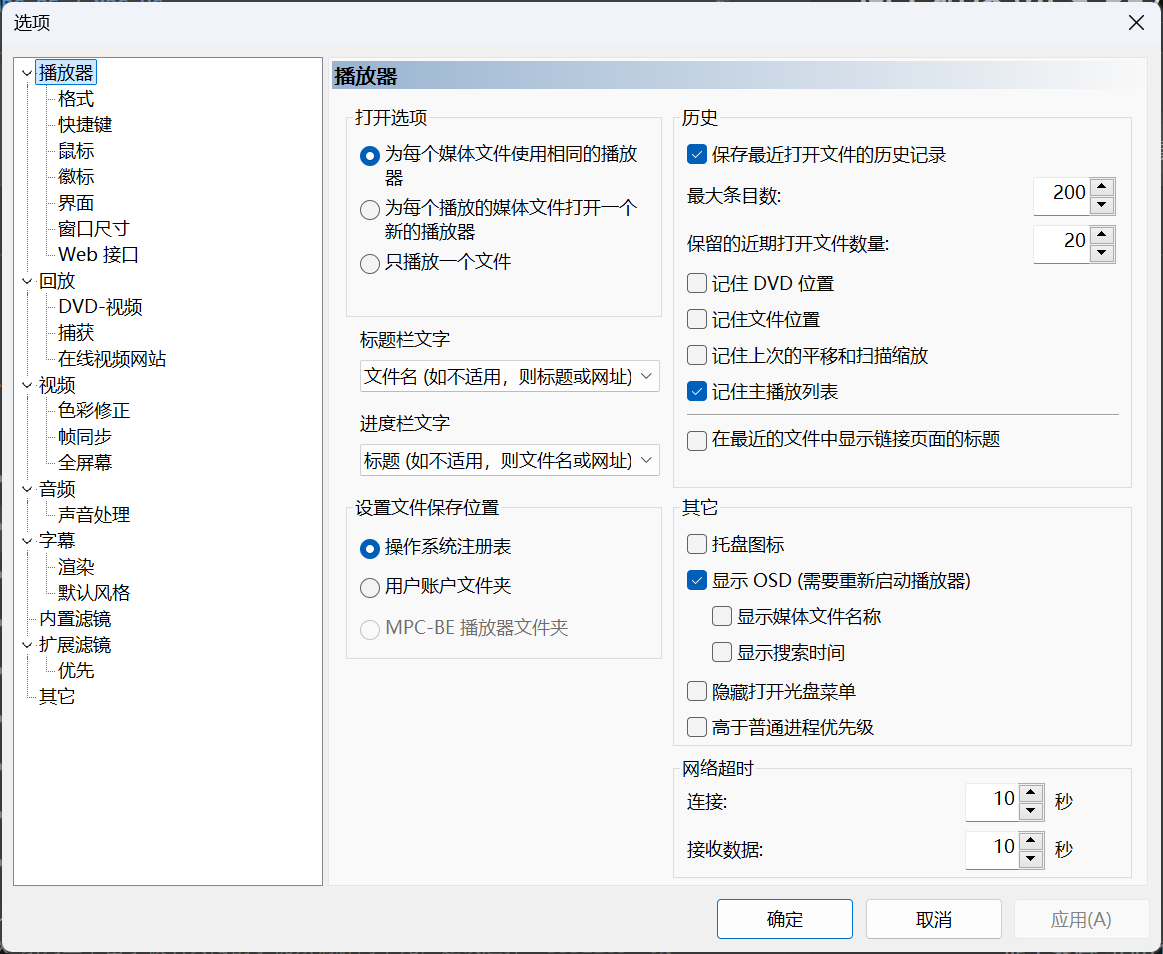 选项
播放器
格式
快捷键
鼠标
徽标
界面
窗口尺寸
Web 接口
回放
DVD-视频
捕获
在线视频网站
视频
色彩修正
帧同步
全屏幕
音频
声音处理
字幕
渲染
默认风格
内置滤镜
扩展滤镜
优先
其它
播放器
打开选项
为每个媒体文件使用相同的播放
器
为每个播放的媒体文件打开一个
新的播放器
只播放一个文件
标题栏文字
文件名 (如不适用，则标题或网址)
进度栏文字
标题 (如不适用，则文件名或网址)
设置文件保存位置
操作系统注册表
用户账户文件夹
MPC-BE 播放器文件夹
历史
保存最近打开文件的历史记录
最大条目数: 200
保留的近期打开文件数量: 20
记住 DVD 位置
记住文件位置
记住上次的平移和扫描缩放
记住主播放列表
在最近的文件中显示链接页面的标题
其它
托盘图标
显示 OSD (需要重新启动播放器)
显示媒体文件名称
显示搜索时间
隐藏打开光盘菜单
高于普通进程优先级
网络超时
连接: 10 秒
接收数据: 10 秒
确定 取消 应用(A)